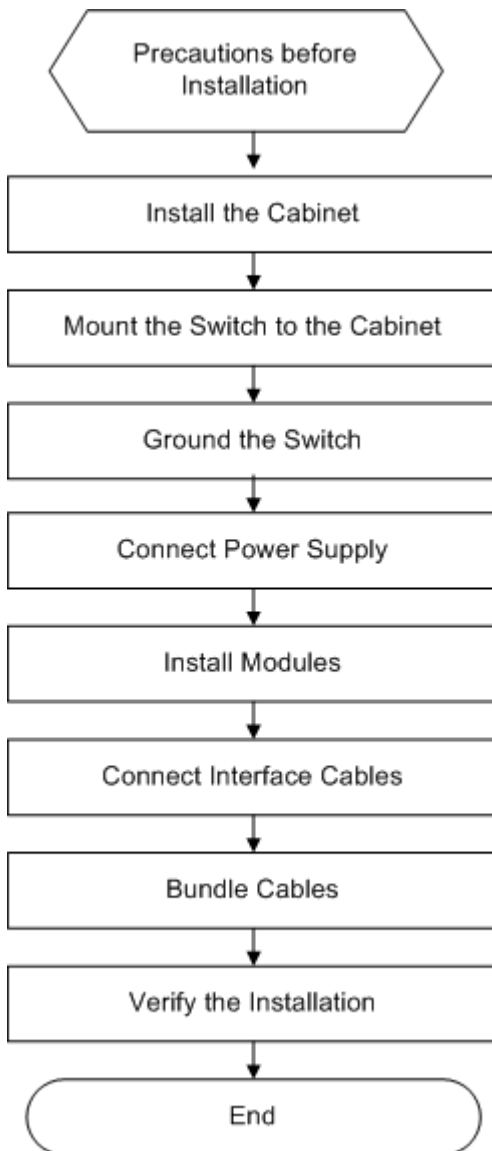 Precautions before
Installation
Install the Cabinet
Mount the Switch to the Cabinet
Ground the Switch
Connect Power Supply
Install Modules
Connect Interface Cables
Bundle Cables
Verify the Installation
End